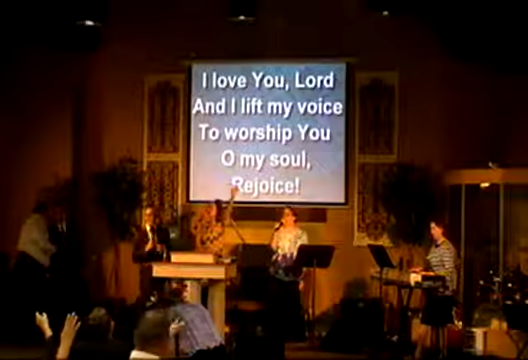 I love You, Lord
And I lift my voice
To worship You
O my soul,
Rejoice!